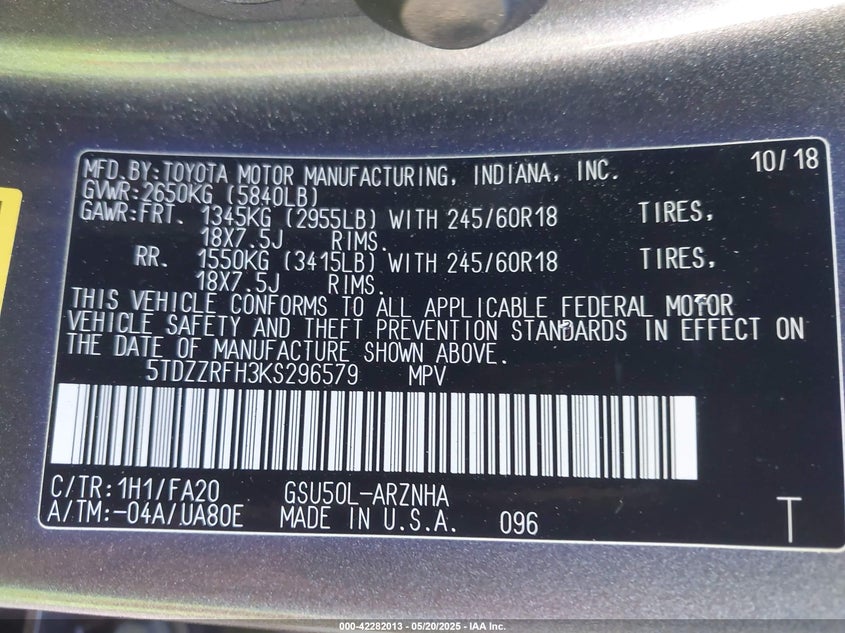 MFD.BY:TOYOTA MOTOR MANUFACTURING, INDIANA, INC. 10/18
GVWR:2650KG (5840LB)
GAWR:FRT. 1345KG (2955LB) WITH 245/60R18 TIRES,
18X7.5J RIMS.
RR. 1550KG (3415LB) WITH 245/60R18 TIRES,
18X7.5J RIMS.
THIS VEHICLE CONFORMS TO ALL APPLICABLE FEDERAL MOTOR
VEHICLE SAFETY AND THEFT PREVENTION STANDARDS IN EFFECT ON
THE DATE OF MANUFACTURE SHOWN ABOVE.
5TDZZRFH3KS296579 MPV
C/TR:1H1/FA20 GSU50L-ARZNHA
A/TM:-04A/UA80E MADE IN U.S.A. 096 T
000-42282013 - 05/20/2025 - IAA Inc.